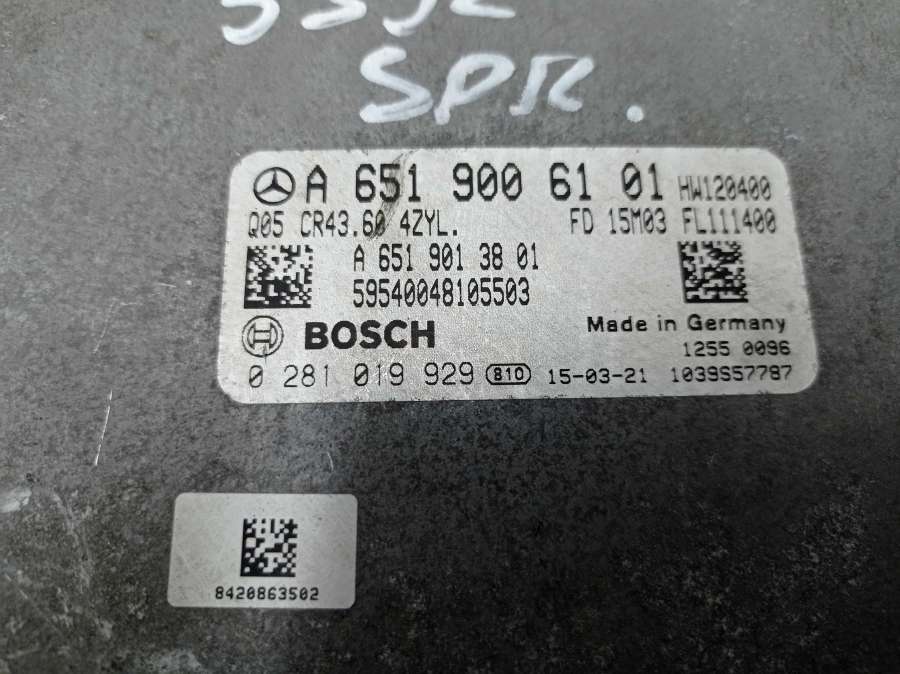 SPR.
A 651 900 61 01 HW120400
Q05 CR43.60 4ZYL. FD 15M03 FL111400
A 651 901 38 01
59540048105503
BOSCH Made in Germany
1255 0096
0 281 019 929 810 15-03-21 1039S57787
8420863502